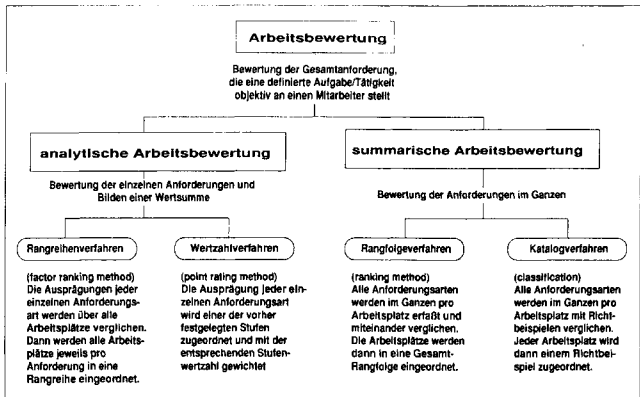 Arbeitsbewertung
Bewertung der Gesamtanforderung,
die eine definierte Aufgabe/Tätigkeit
objektiv an einen Mitarbeiter stellt
analytische Arbeitsbewertung
Bewertung der einzelnen Anforderungen und
Bilden einer Wertsumme
summarische Arbeitsbewertung
Bewertung der Anforderungen im Ganzen
Rangreihenverfahren
(factor ranking method)
Die Ausprägungen jeder
einzelnen Anforderungs-
art werden über alle
Arbeitsplätze verglichen.
Dann werden alle Arbeits-
plätze jeweils pro
Anforderung in eine
Rangreihe eingeordnet.
Wertzahlverfahren
(point rating method)
Die Ausprägung jeder ein-
zelnen Anforderungsart
wird einer der vorher
festgelegten Stufen
zugeordnet und mit der
entsprechenden Stufen-
wertzahl gewichtet
Rangfolgeverfahren
(ranking method)
Alle Anforderungsarten
werden im Ganzen pro
Arbeitsplatz erfaßt und
miteinander verglichen.
Die Arbeitsplätze werden
dann in eine Gesamt-
Rangfolge eingeordnet.
Katalogverfahren
(classification)
Alle Anforderungsarten
werden im Ganzen pro
Arbeitsplatz mit Richt-
beispielen verglichen.
Jeder Arbeitsplatz wird
dann einem Richtbei-
spiel zugeordnet.